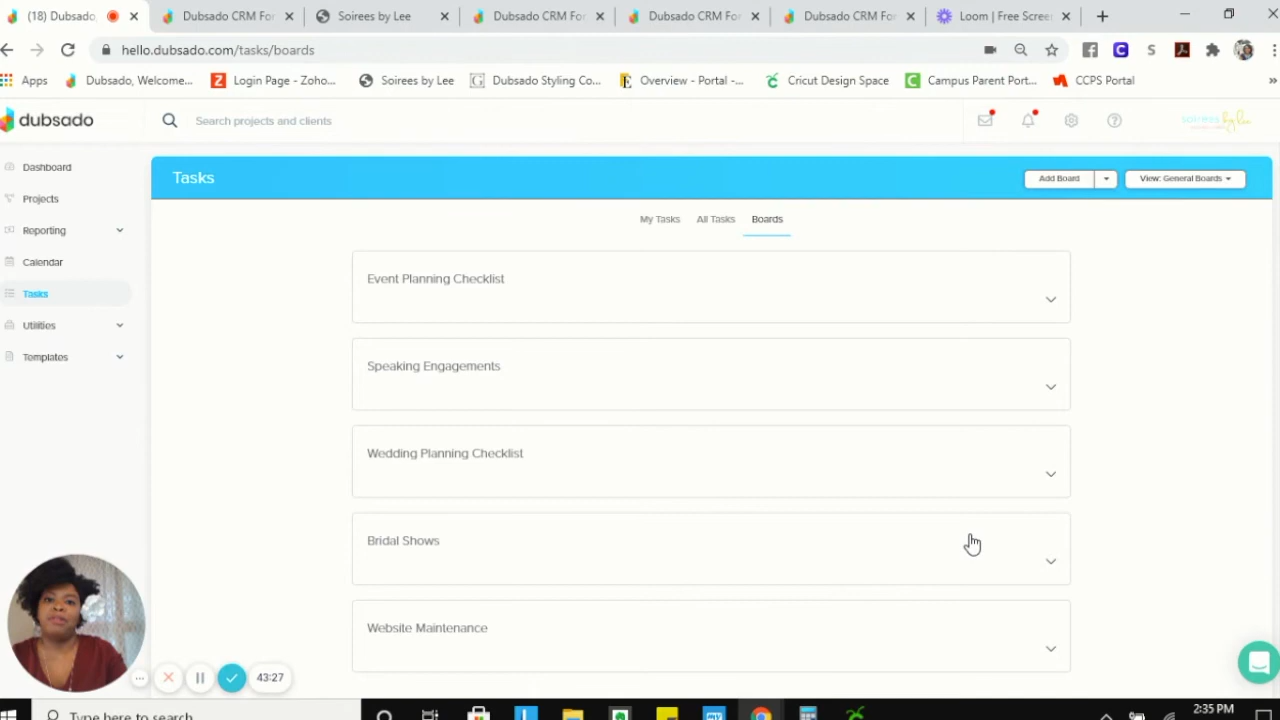 (18) Dubsado,
Dubsado CRM For
Soirees by Lee
Dubsado CRM For
Dubsado CRM For
Dubsado CRM For
Loom | Free Scree
hello.dubsado.com/tasks/boards
Apps
Dubsado, Welcome...
Login Page - Zoho...
Soirees by Lee
Dubsado Styling Co...
Overview - Portal -...
Cricut Design Space
Campus Parent Port...
CCPS Portal
dubsado
Search projects and clients
soirees by lee
Dashboard
Projects
Reporting
Calendar
Tasks
Utilities
Templates
Tasks
Add Board
View: General Boards
My Tasks
All Tasks
Boards
Event Planning Checklist
Speaking Engagements
Wedding Planning Checklist
Bridal Shows
Website Maintenance
43:27
Type here to search
2:35 PM